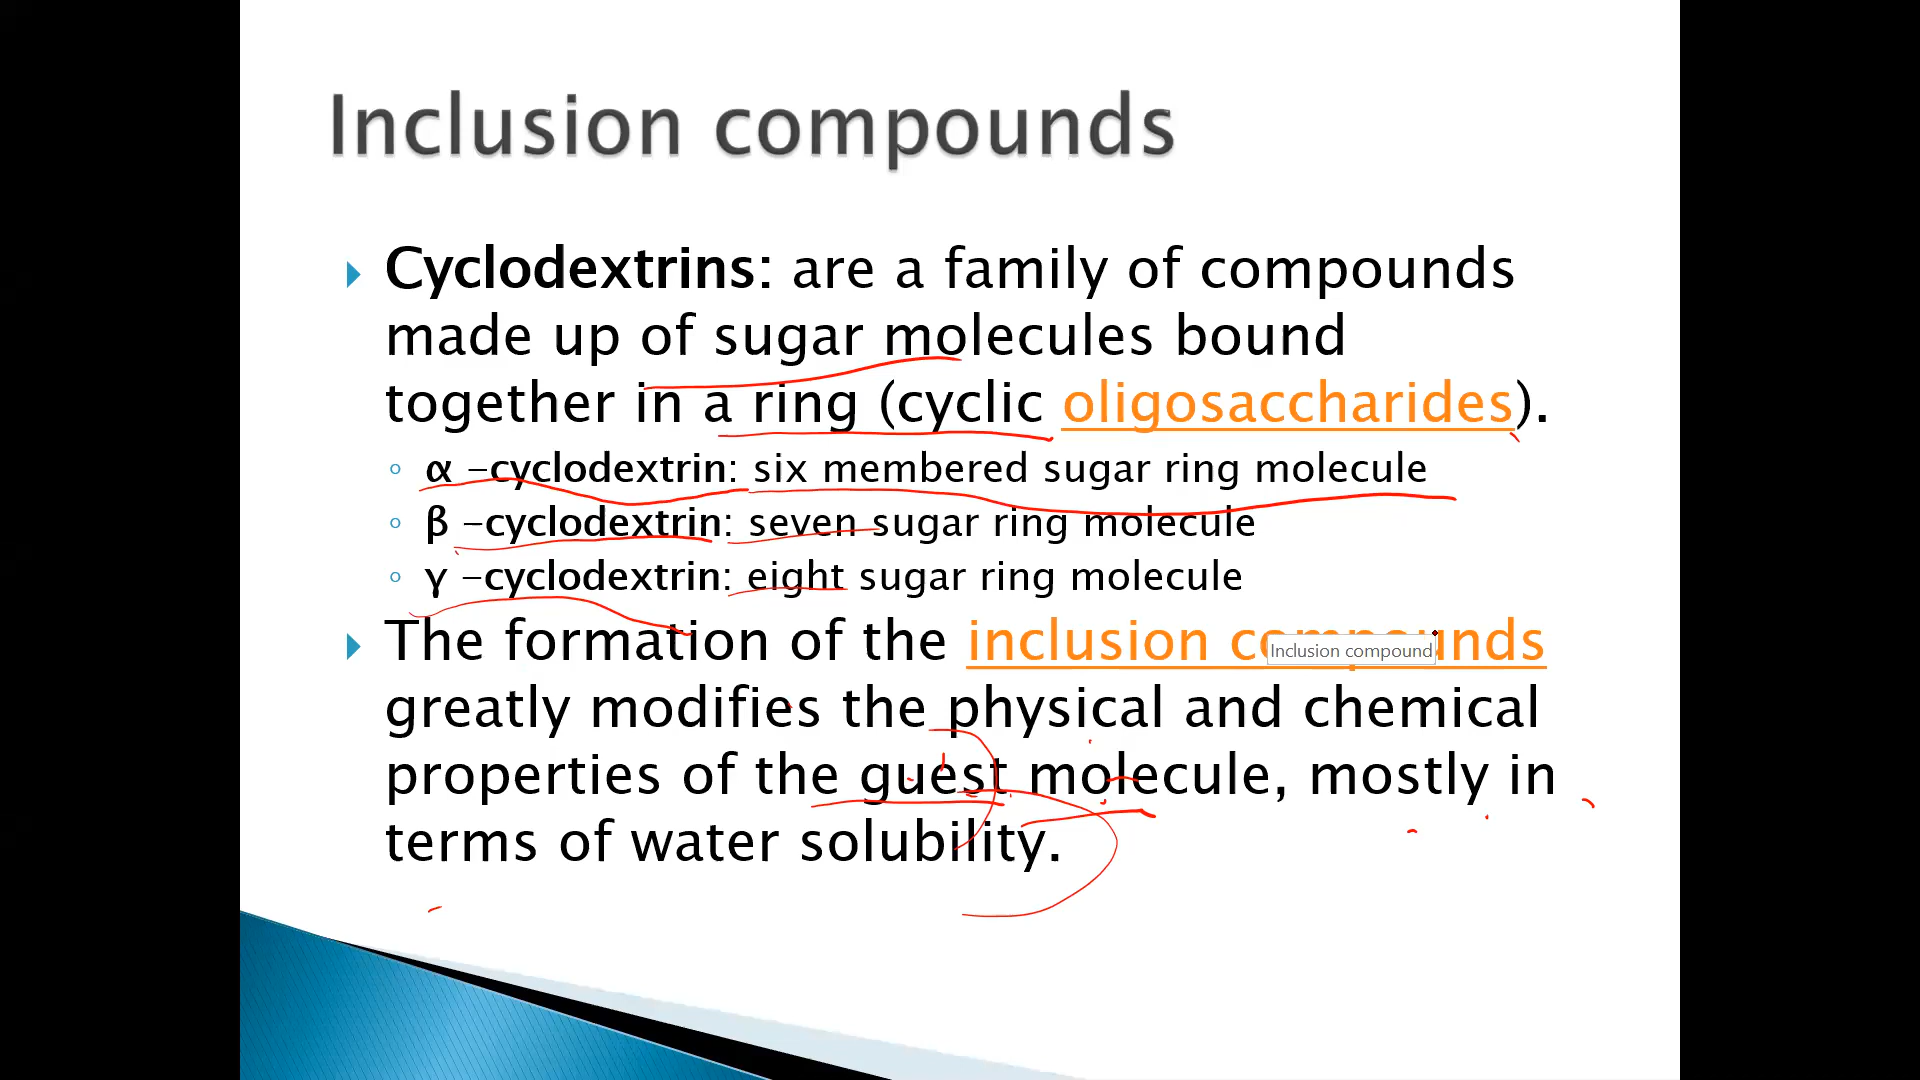 Inclusion compounds
Cyclodextrins: are a family of compounds
made up of sugar molecules bound
together in a ring (cyclic oligosaccharides).
α –cyclodextrin: six membered sugar ring molecule
β –cyclodextrin: seven sugar ring molecule
γ –cyclodextrin: eight sugar ring molecule
The formation of the inclusion compounds
Inclusion compound
greatly modifies the physical and chemical
properties of the guest molecule, mostly in
terms of water solubility.